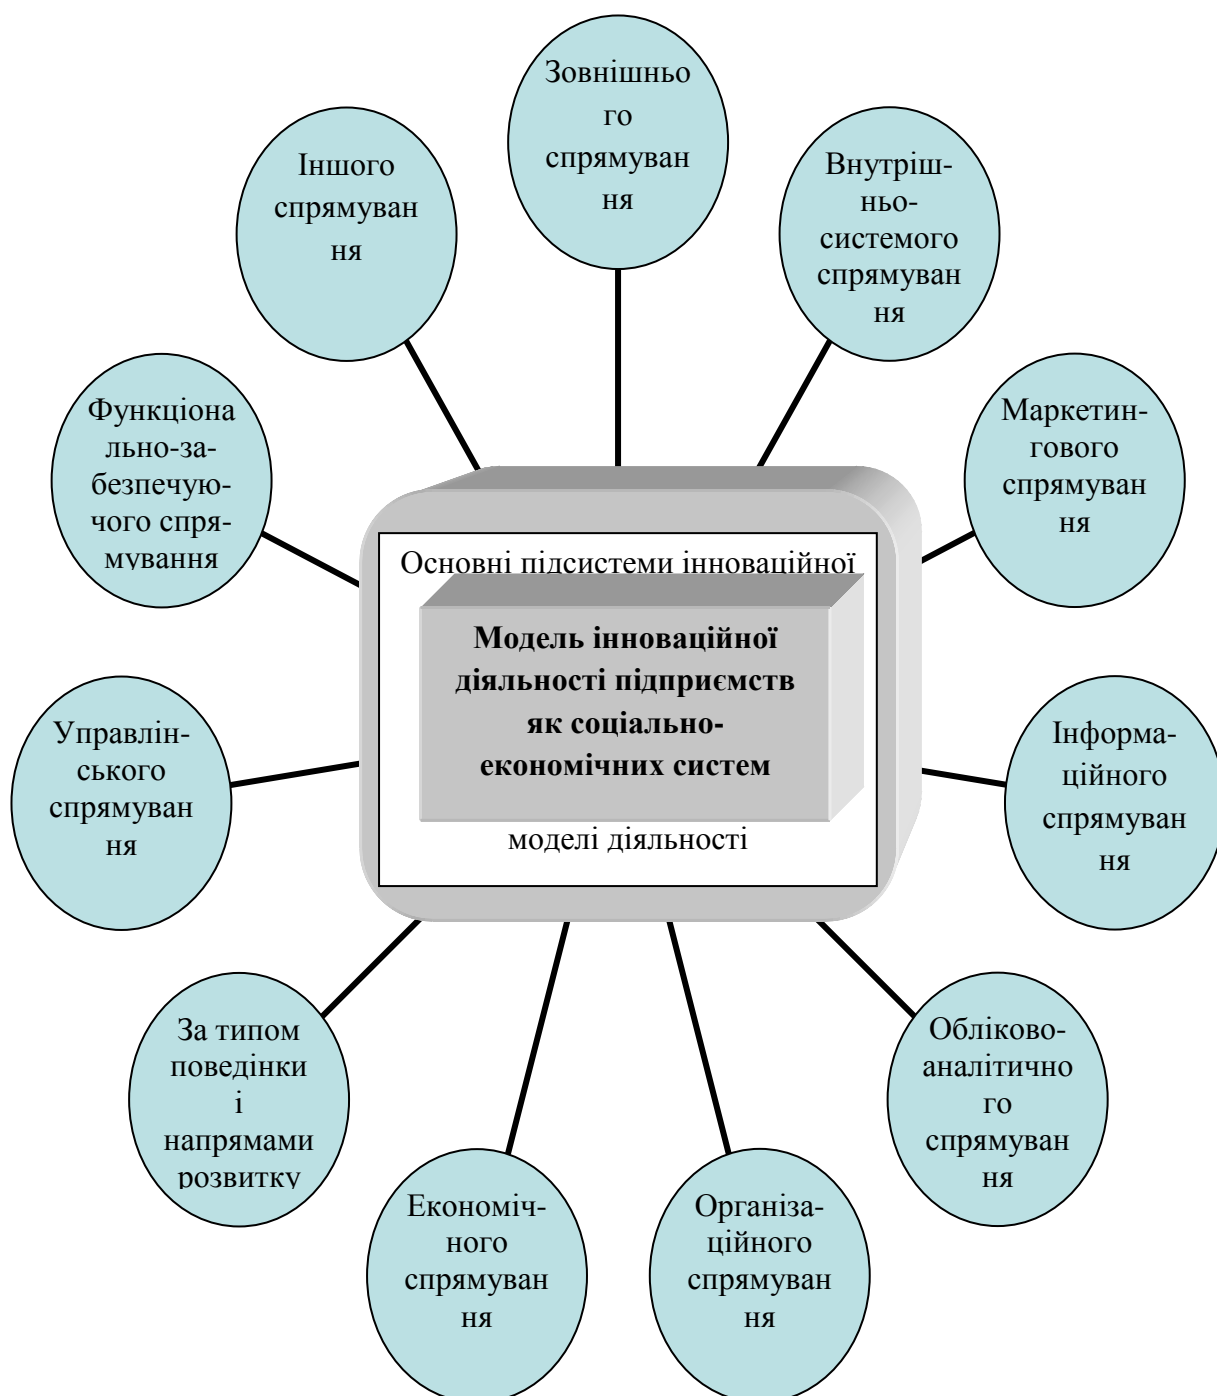 Зовнішньо
го
спрямуван
ня
Іншого
спрямуван
ня
Внутріш-
ньо-
системого
спрямуван
ня
Функціона
льно-за-
безпечую-
чого спря-
мування
Маркетин-
гового
спрямуван
ня
Основні підсистеми інноваційної
Модель інноваційної
діяльності підприємств
як соціально-
економічних систем
моделі діяльності
Управлін-
ського
спрямуван
ня
Інформа-
ційного
спрямуван
ня
За типом
поведінки
і
напрямами
розвитку
Обліково-
аналітично
го
спрямуван
ня
Економіч-
ного
спрямуван
ня
Організа-
ційного
спрямуван
ня